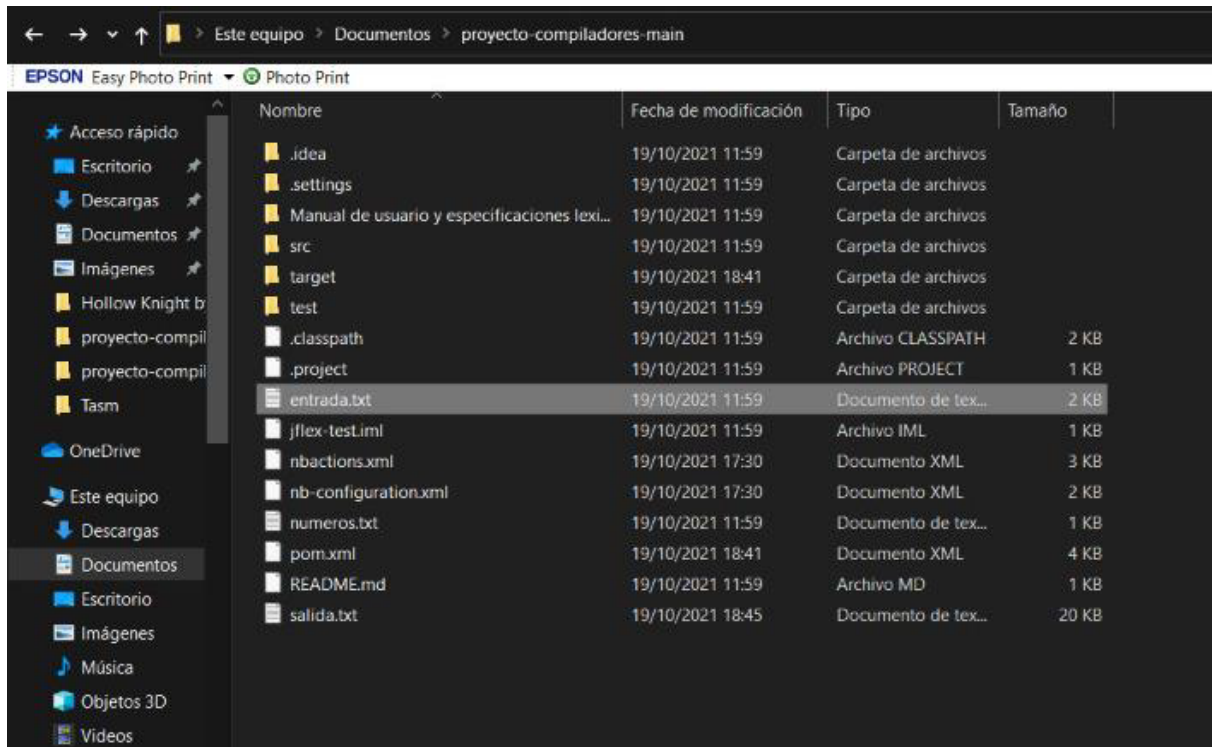 Este equipo > Documentos > proyecto-compiladores-main
EPSON Easy Photo Print Photo Print
Nombre Fecha de modificación Tipo Tamaño
Acceso rápido
Escritorio
Descargas
Documentos
Imágenes
Hollow Knight b
proyecto-compil
proyecto-compil
Tasm
OneDrive
Este equipo
Descargas
Documentos
Escritorio
Imágenes
Música
Objetos 3D
Videos
.idea 19/10/2021 11:59 Carpeta de archivos
.settings 19/10/2021 11:59 Carpeta de archivos
Manual de usuario y especificaciones lexi... 19/10/2021 11:59 Carpeta de archivos
src 19/10/2021 11:59 Carpeta de archivos
target 19/10/2021 18:41 Carpeta de archivos
test 19/10/2021 11:59 Carpeta de archivos
.classpath 19/10/2021 11:59 Archivo CLASSPATH 2 KB
.project 19/10/2021 11:59 Archivo PROJECT 1 KB
entrada.txt 19/10/2021 11:59 Documento de tex... 2 KB
jflex-test.iml 19/10/2021 11:59 Archivo IML 1 KB
nbactions.xml 19/10/2021 17:30 Documento XML 3 KB
nb-configuration.xml 19/10/2021 17:30 Documento XML 2 KB
numeros.txt 19/10/2021 11:59 Documento de tex... 1 KB
pom.xml 19/10/2021 18:41 Documento XML 4 KB
README.md 19/10/2021 11:59 Archivo MD 1 KB
salida.txt 19/10/2021 18:45 Documento de tex... 20 KB